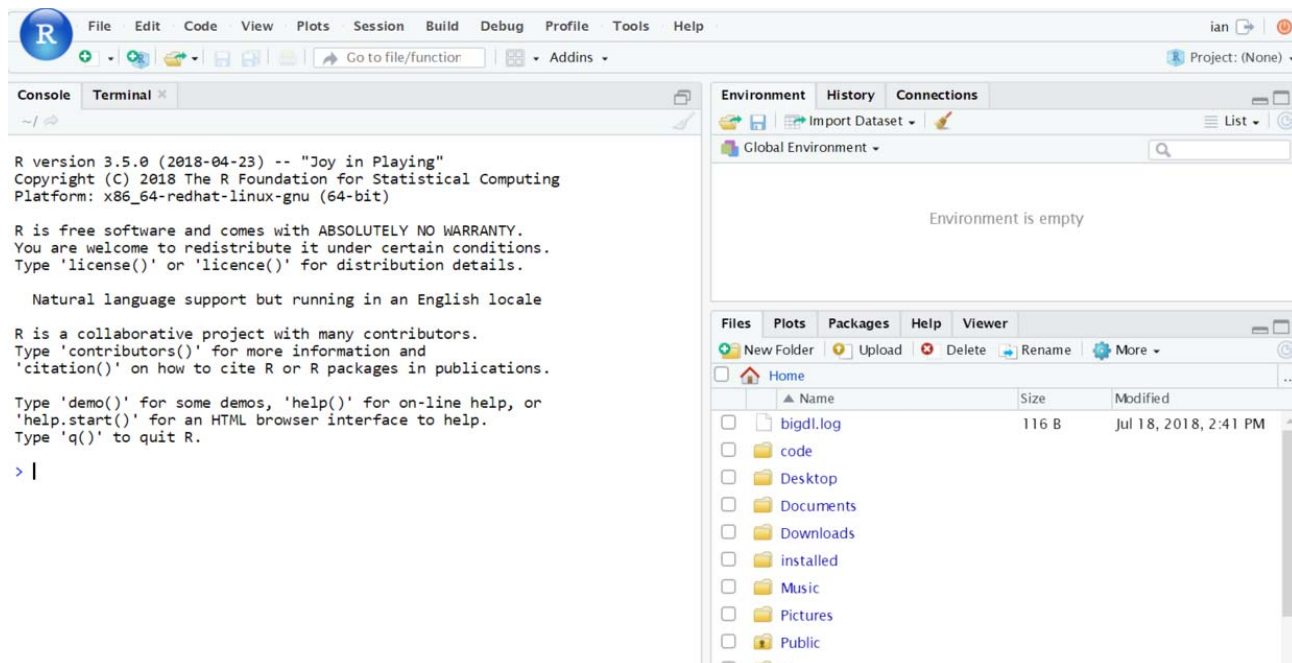 R
File Edit Code View Plots Session Build Debug Profile Tools Help
ian
Go to file/function
Addins
Project: (None)
Console Terminal
~/
R version 3.5.0 (2018-04-23) -- "Joy in Playing"
Copyright (C) 2018 The R Foundation for Statistical Computing
Platform: x86_64-redhat-linux-gnu (64-bit)
R is free software and comes with ABSOLUTELY NO WARRANTY.
You are welcome to redistribute it under certain conditions.
Type 'license()' or 'licence()' for distribution details.
Natural language support but running in an English locale
R is a collaborative project with many contributors.
Type 'contributors()' for more information and
'citation()' on how to cite R or R packages in publications.
Type 'demo()' for some demos, 'help()' for on-line help, or
'help.start()' for an HTML browser interface to help.
Type 'q()' to quit R.
>
Environment History Connections
Import Dataset
List
Global Environment
Environment is empty
Files Plots Packages Help Viewer
New Folder Upload Delete Rename More
Home
..
Name Size Modified
bigdl.log 116 B Jul 18, 2018, 2:41 PM
code
Desktop
Documents
Downloads
installed
Music
Pictures
Public